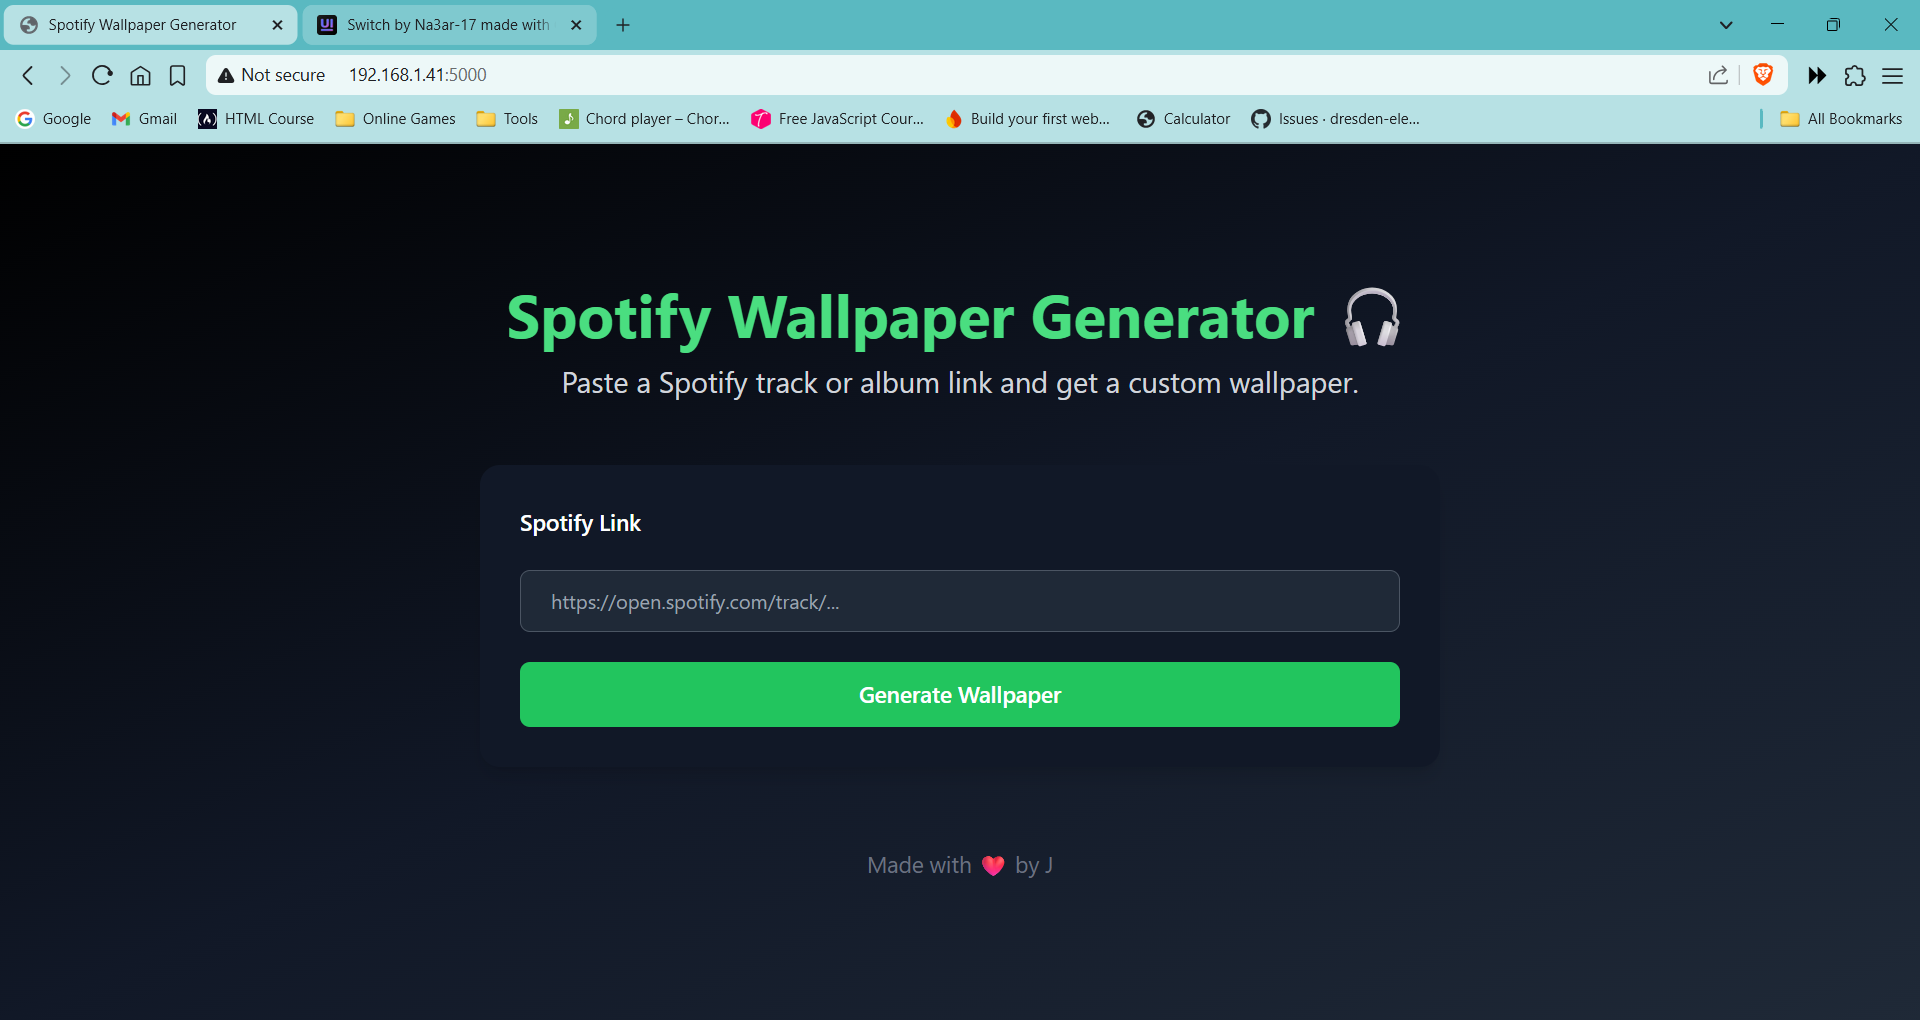 Spotify Wallpaper Generator
Switch by Na3ar-17 made with
Not secure 192.168.1.41:5000
Google Gmail HTML Course Online Games Tools Chord player – Chor... Free JavaScript Cour... Build your first web... Calculator Issues · dresden-ele... All Bookmarks
Spotify Wallpaper Generator 🎧
Paste a Spotify track or album link and get a custom wallpaper.
Spotify Link
https://open.spotify.com/track/...
Generate Wallpaper
Made with ❤️ by J